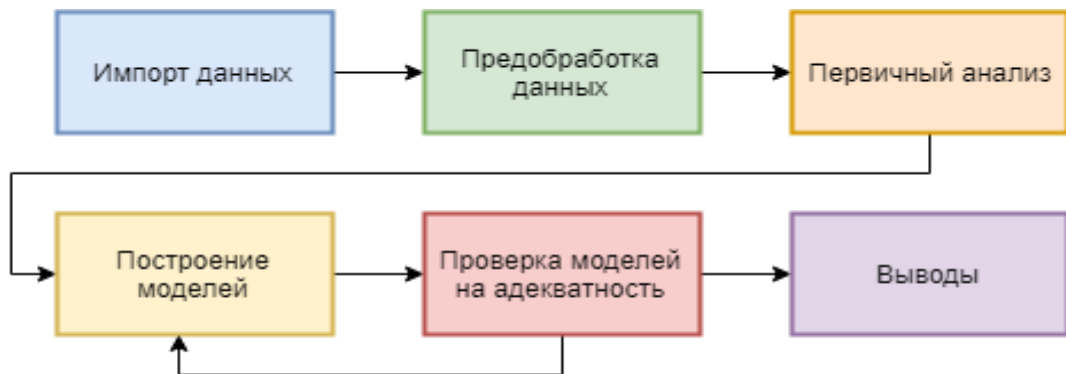 Импорт данных
Предобработка
данных
Первичный анализ
Построение
моделей
Проверка моделей
на адекватность
Выводы